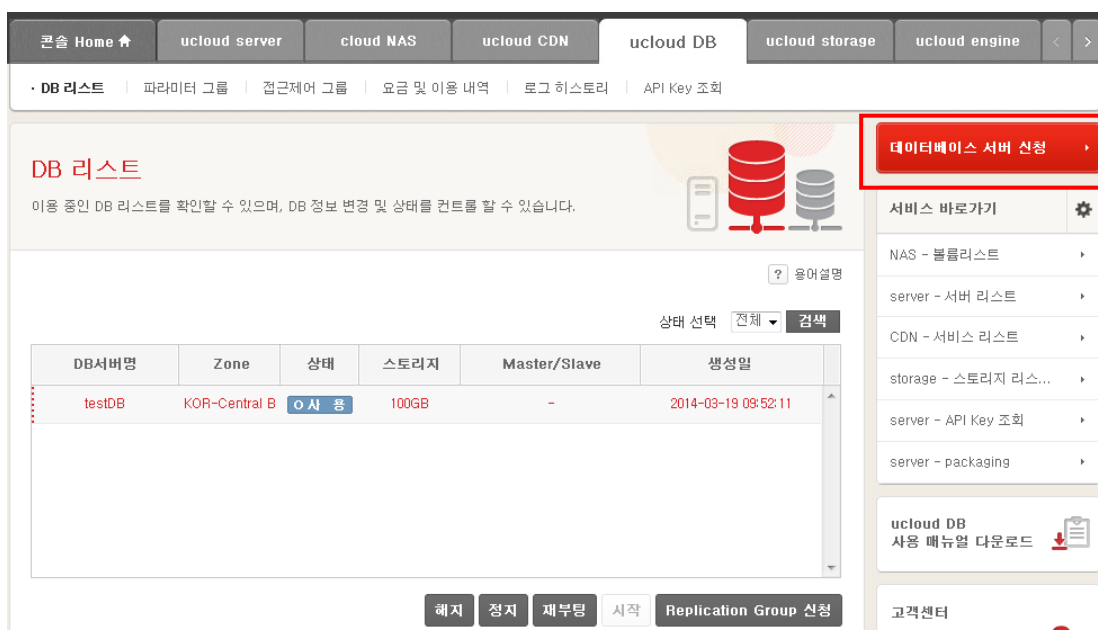 콘솔 Home
ucloud server
cloud NAS
ucloud CDN
ucloud DB
ucloud storage
ucloud engine
· DB 리스트
파라미터 그룹
접근제어 그룹
요금 및 이용 내역
로그 히스토리
API Key 조회
DB 리스트
이용 중인 DB 리스트를 확인할 수 있으며, DB 정보 변경 및 상태를 컨트롤 할 수 있습니다.
? 용어설명
상태 선택 전체 검색
DB서버명 Zone 상태 스토리지 Master/Slave 생성일
testDB KOR-Central B 사 용 100GB - 2014-03-19 09:52:11
해지 정지 재부팅 시작 Replication Group 신청
데이터베이스 서버 신청
서비스 바로가기
NAS - 볼륨리스트
server - 서버 리스트
CDN - 서비스 리스트
storage - 스토리지 리스...
server - API Key 조회
server - packaging
ucloud DB
사용 매뉴얼 다운로드
고객센터